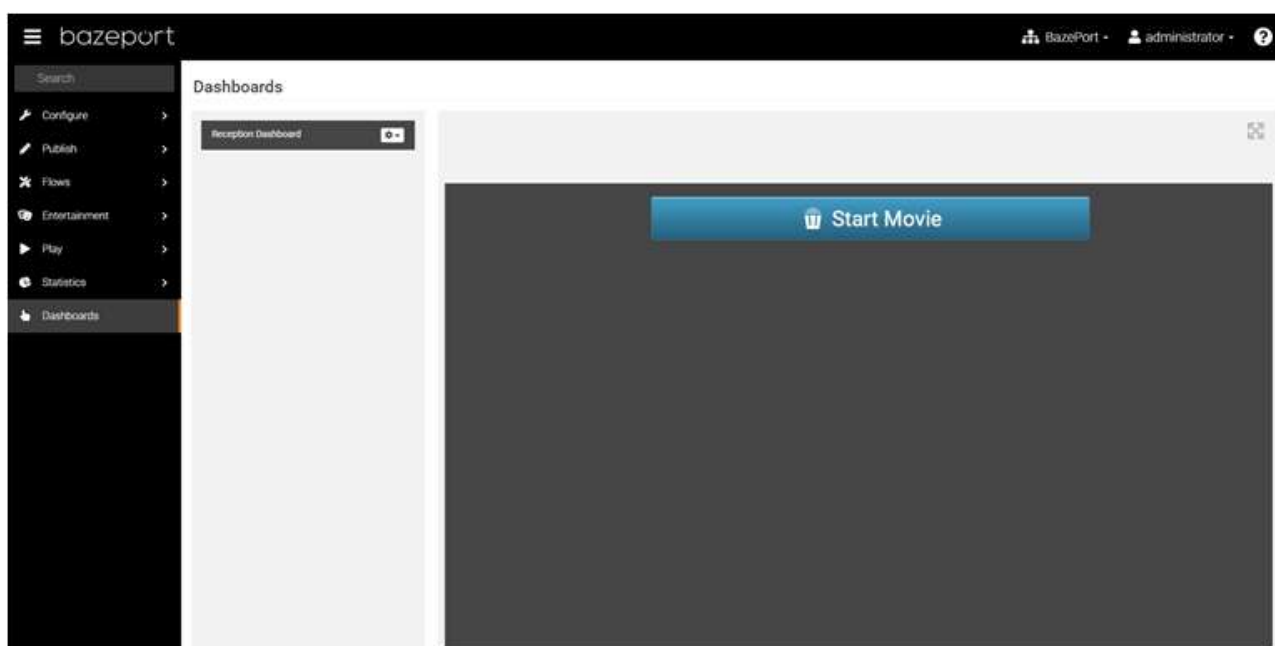 bazeport
BazePort
administrator
Search
Dashboards
Configure
Publish
Flows
Entertainment
Play
Statistics
Dashboards
Reception Dashboard
Start Movie